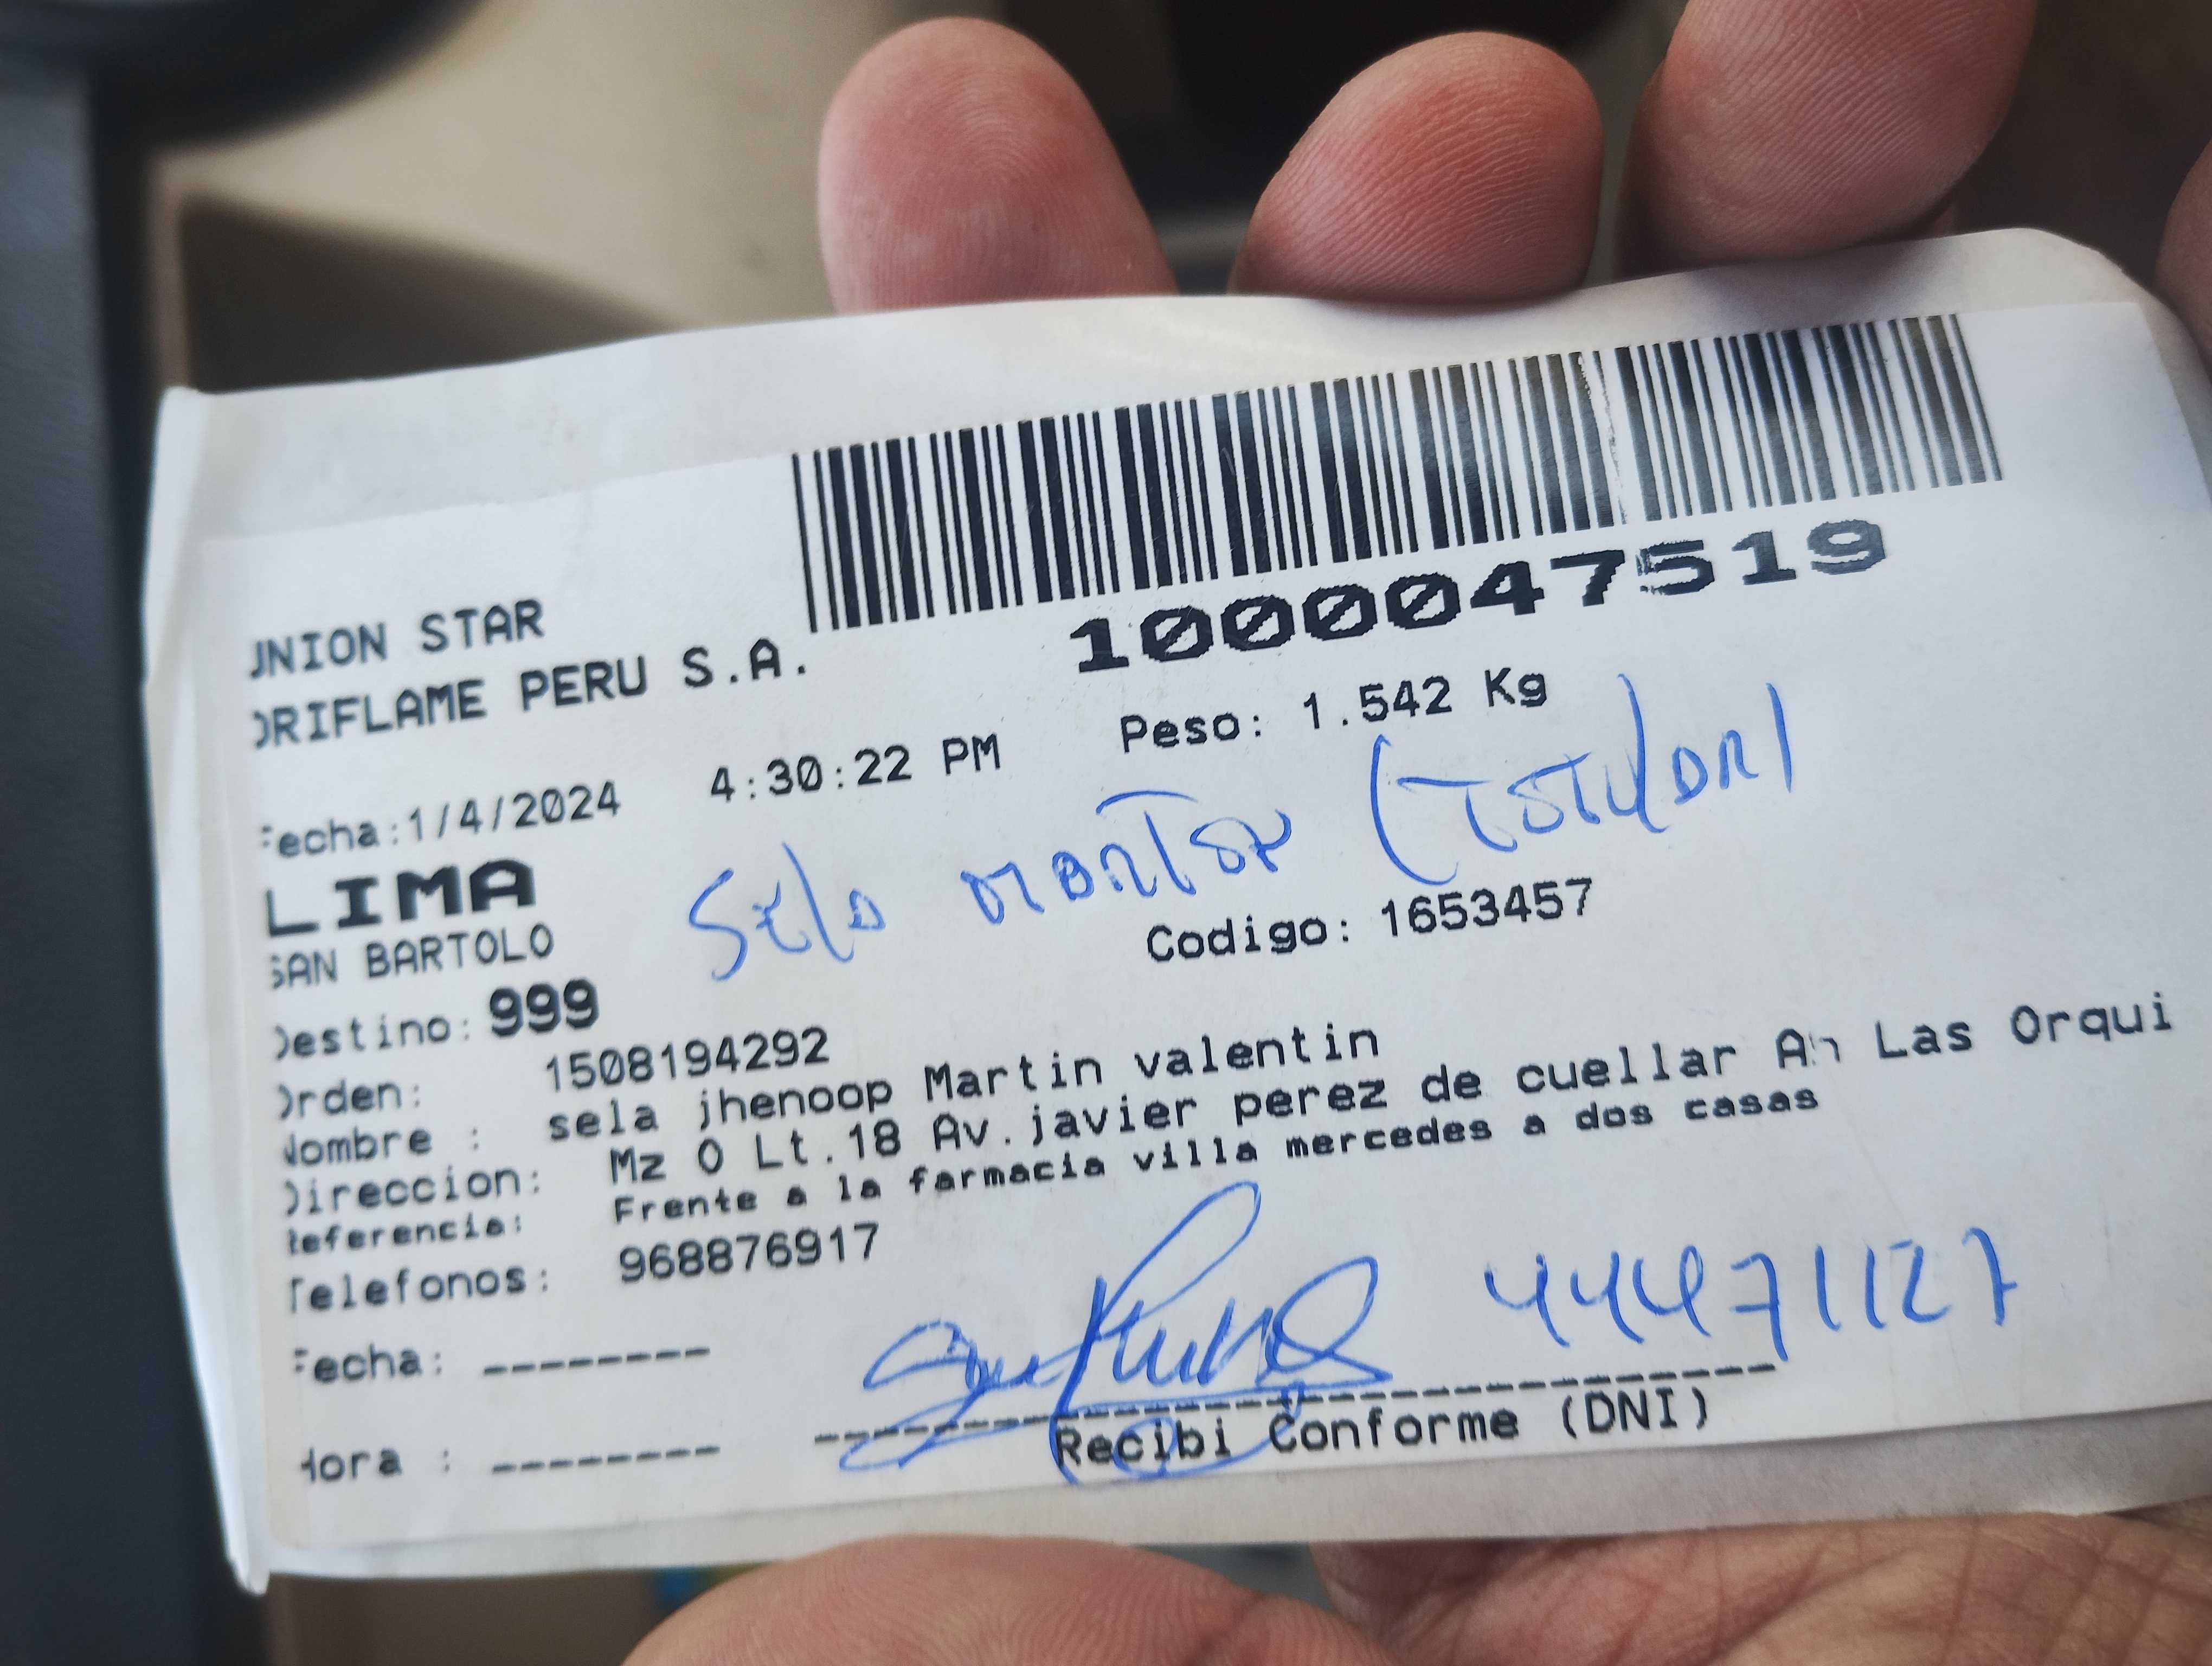 1000047519
UNION STAR
ORIFLAME PERU S.A.
Fecha:1/4/2024 4:30:22 PM Peso: 1.542 Kg
LIMA
SAN BARTOLO
Sela
Codigo: 1653457
Destino: 999
Orden: 1508194292
Nombre : sela jhenoop Martin valentin
Direccion: Mz O Lt.18 Av.javier perez de cuellar Ah Las Orqui
Referencia: Frente a la farmacia villa mercedes a dos casas
Telefonos: 968876917
44471127
Fecha: --------
Hora : --------
Recibi Conforme (DNI)